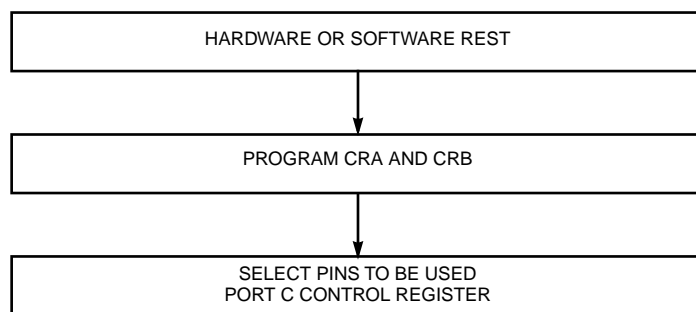 HARDWARE OR SOFTWARE REST
PROGRAM CRA AND CRB
SELECT PINS TO BE USED
PORT C CONTROL REGISTER